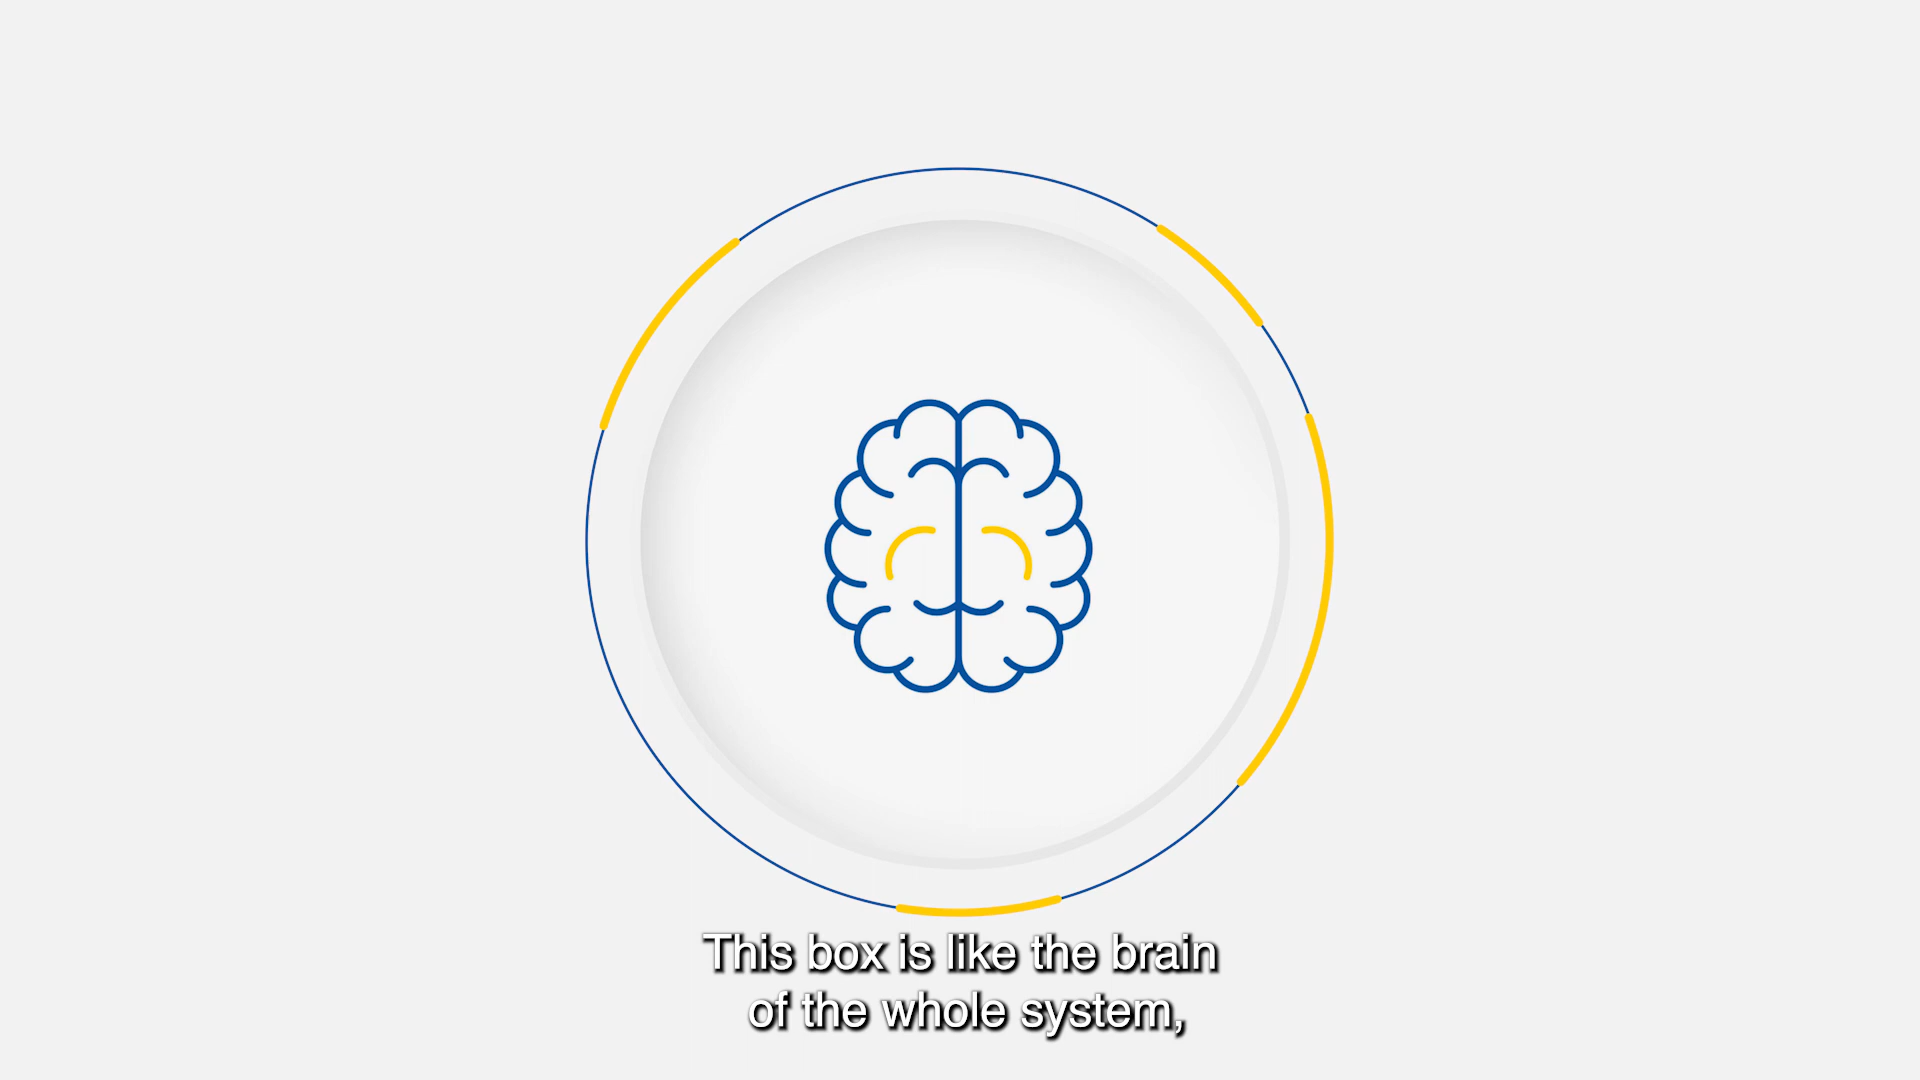 This box is like the brain
of the whole system,